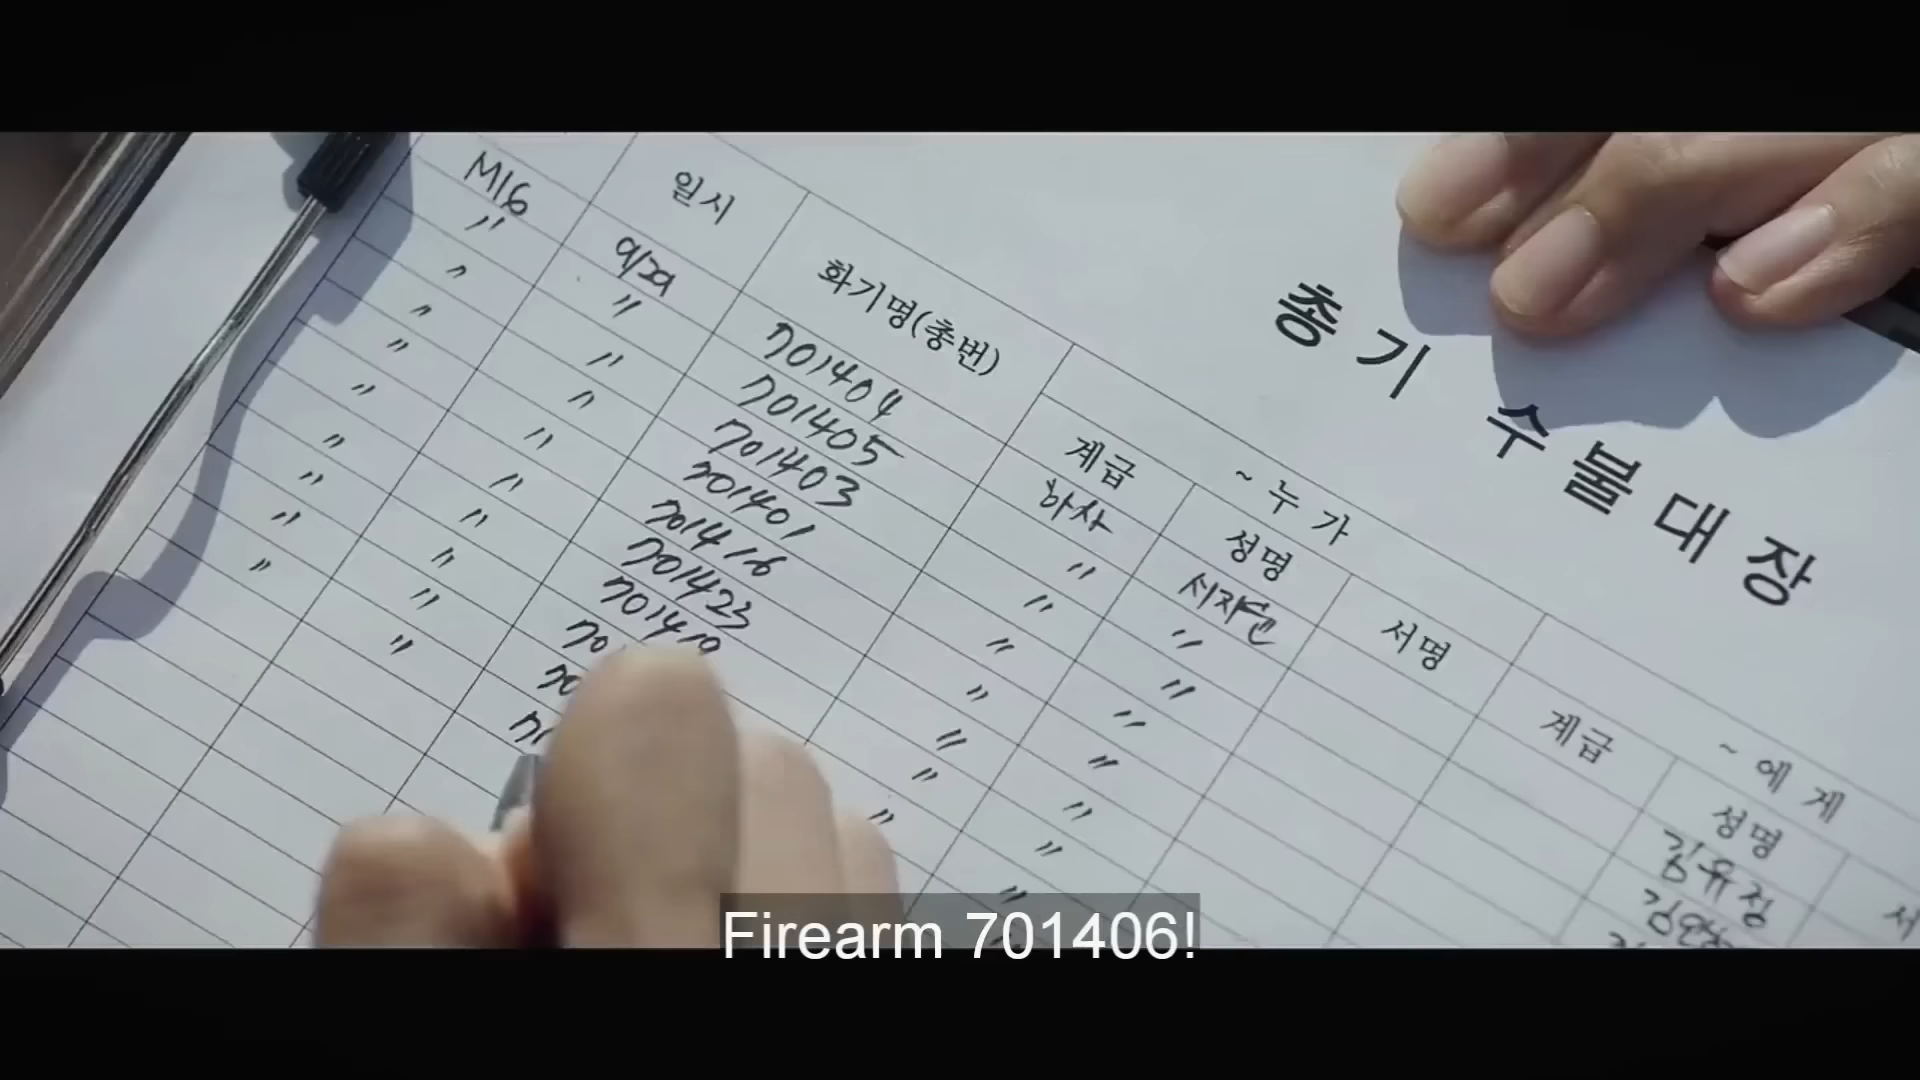 총기 수불대장
일시 화기명(총번) ~누가 ~에게
계급 성명 서명 계급 성명
M16 9/29 701404 하사 김유정
〃 〃 701405 〃 〃
〃 〃 701403 〃 〃
〃 〃 701401 〃 〃
〃 〃 701416 〃 〃
〃 〃 701423 〃 〃
〃 〃 701419 〃 〃
〃 〃 〃 〃
〃 〃
〃 〃
Firearm 701406!